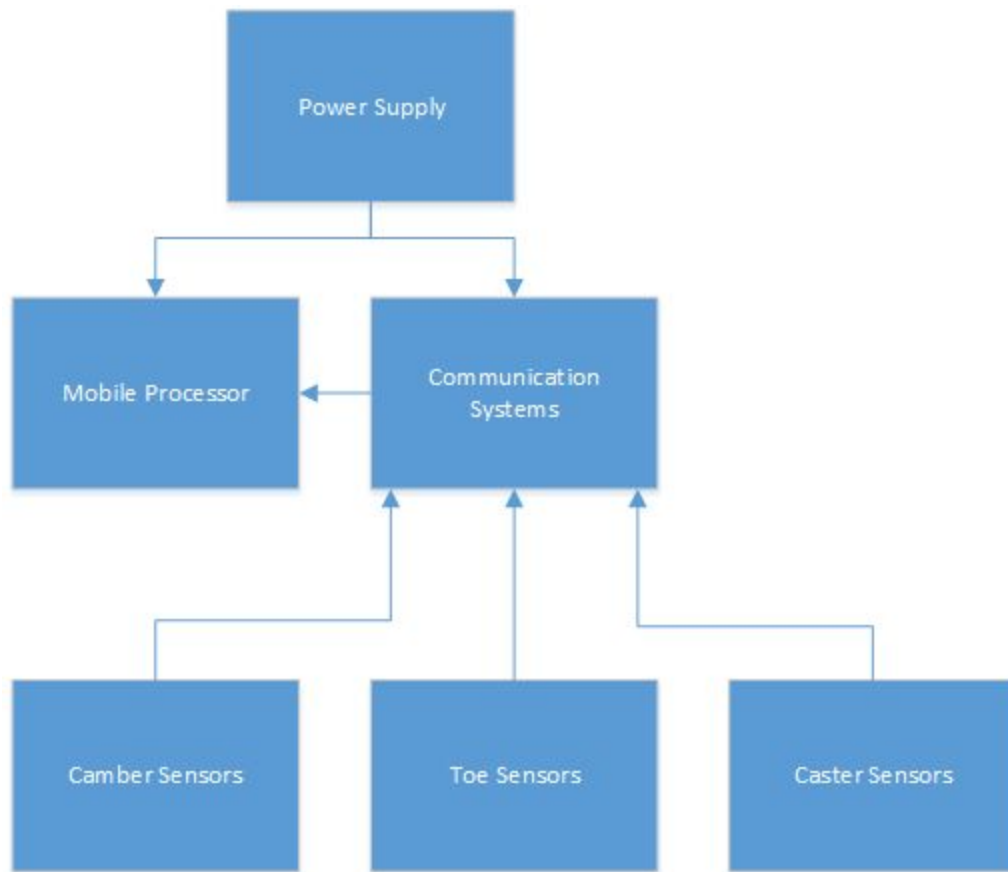 Power Supply
Mobile Processor
Communication
Systems
Camber Sensors
Toe Sensors
Caster Sensors